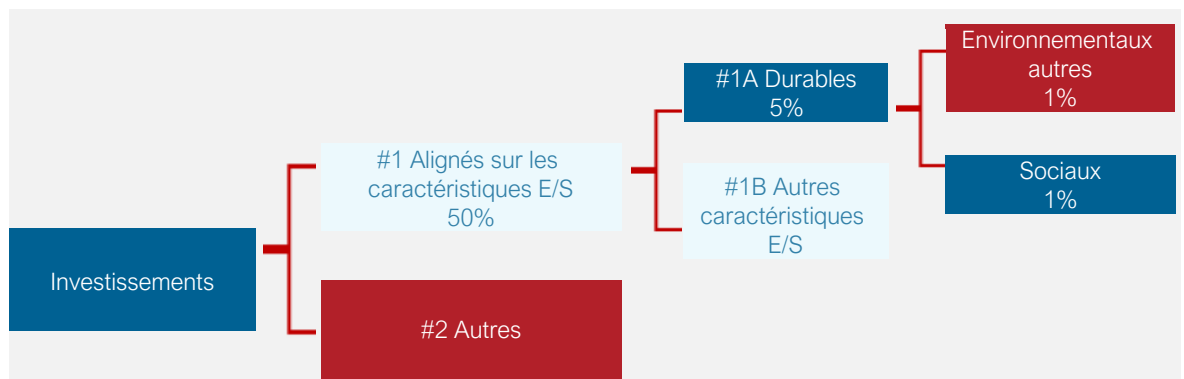 Investissements
#1 Alignés sur les
caractéristiques E/S
50%
#2 Autres
#1A Durables
5%
#1B Autres
caractéristiques
E/S
Environnementaux
autres
1%
Sociaux
1%